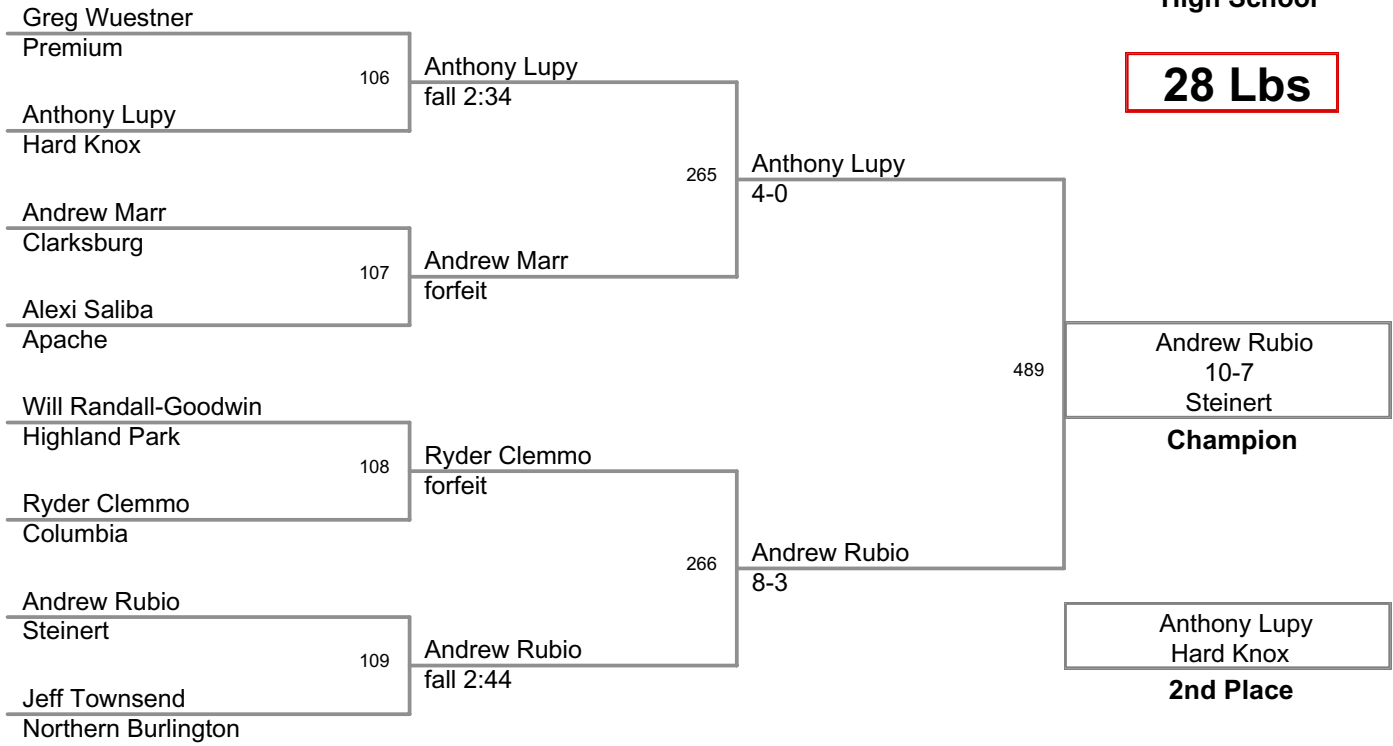 High School
28 Lbs
Greg Wuestner
Premium
106
Anthony Lupy
Hard Knox
Anthony Lupy
fall 2:34
265
Andrew Marr
Clarksburg
107
Alexi Saliba
Apache
Andrew Marr
forfeit
Anthony Lupy
4-0
Will Randall-Goodwin
Highland Park
108
Ryder Clemmo
Columbia
Ryder Clemmo
forfeit
266
Andrew Rubio
Steinert
109
Jeff Townsend
Northern Burlington
Andrew Rubio
fall 2:44
Andrew Rubio
8-3
489
Andrew Rubio
10-7
Steinert
Champion
Anthony Lupy
Hard Knox
2nd Place